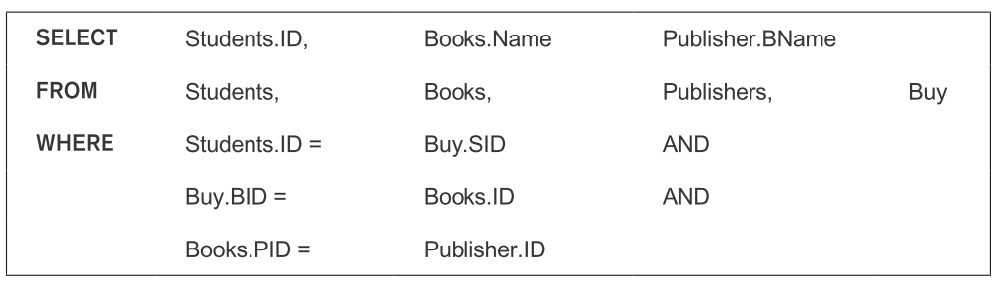 SELECT Students.ID, Books.Name Publisher.BName
FROM Students, Books, Publishers, Buy
WHERE Students.ID = Buy.SID AND
Buy.BID = Books.ID AND
Books.PID = Publisher.ID